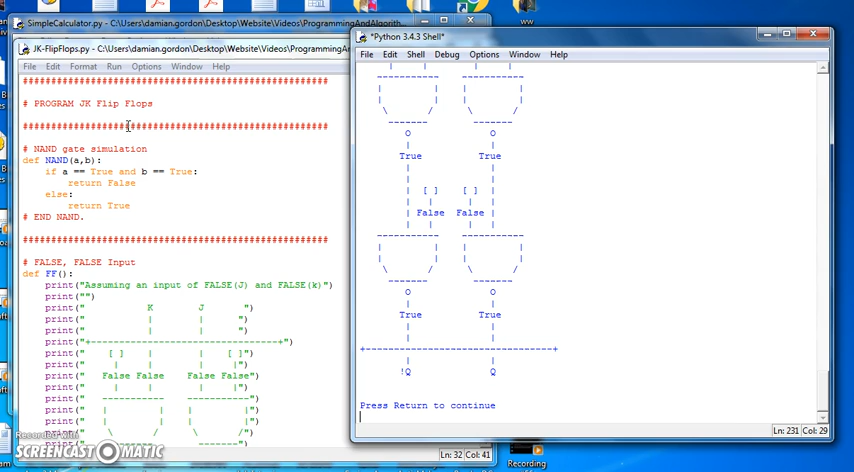 ww
SimpleCalculator.py - C:\Users\damian.gordon\Desktop\Website\Videos\ProgrammingAndAlgorith
JK-FlipFlops.py - C:\Users\damian.gordon\Desktop\Website\Videos\ProgrammingAndA
File Edit Format Run Options Window Help
#######################################################
# PROGRAM JK Flip Flops
#######################################################
# NAND gate simulation
def NAND(a,b):
    if a == True and b == True:
        return False
    else:
        return True
# END NAND.
#######################################################
# FALSE, FALSE Input
def FF():
    print("Assuming an input of FALSE(J) and FALSE(k)")
    print("")
    print("           K        J       ")
    print("           |        |      ")
    print("           |        |      ")
    print("+----------------------------------+")
    print("     [ ]   |        |   [ ]")
    print("      |    |        |    |")
    print("    False False    False False")
    print("      |    |        |    |")
    print("    -----------    -----------")
    print("    |         |    |         |")
    print("    |         |    |         |")
    print("     \       /      \       /")
    print("      -------        -------")
Ln: 32 Col: 41
Recorded with
SCREENCAST-O-MATIC
*Python 3.4.3 Shell*
File Edit Shell Debug Options Window Help
    |      |        |      |
   -----------     -----------
   |         |     |         |
   |         |     |         |
    \       /       \       /
     -------         -------
        O               O
        |               |
      True            True
        |               |
        |               |
        |  [ ]     [ ]  |
        |   |       |   |
        | False   False |
        |   |       |   |
   -----------     -----------
   |         |     |         |
   |         |     |         |
    \       /       \       /
     -------         -------
        O               O
        |               |
      True            True
        |               |
        |               |
+----------------------------------+
        |               |
       !Q               Q
Press Return to continue
Ln: 231 Col: 29
Recording